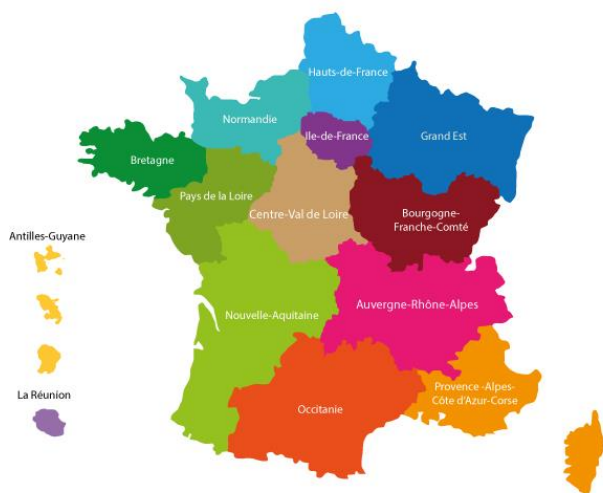 Hauts-de-France
Normandie
Ile-de-France
Grand Est
Bretagne
Pays de la Loire
Centre-Val de Loire
Bourgogne-
Franche-Comté
Antilles-Guyane
Nouvelle-Aquitaine
Auvergne-Rhône-Alpes
La Réunion
Provence -Alpes-
Côte d'Azur-Corse
Occitanie